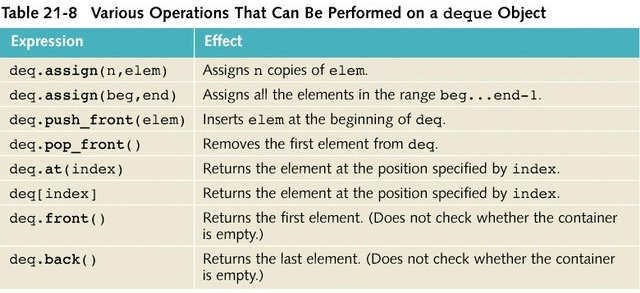 Table 21-8 Various Operations That Can Be Performed on a deque Object
Expression Effect
deq.assign(n,elem) Assigns n copies of elem.
deq.assign(beg,end) Assigns all the elements in the range beg...end-1.
deq.push_front(elem) Inserts elem at the beginning of deq.
deq.pop_front() Removes the first element from deq.
deq.at(index) Returns the element at the position specified by index.
deq[index] Returns the element at the position specified by index.
deq.front() Returns the first element. (Does not check whether the container
is empty.)
deq.back() Returns the last element. (Does not check whether the container
is empty.)